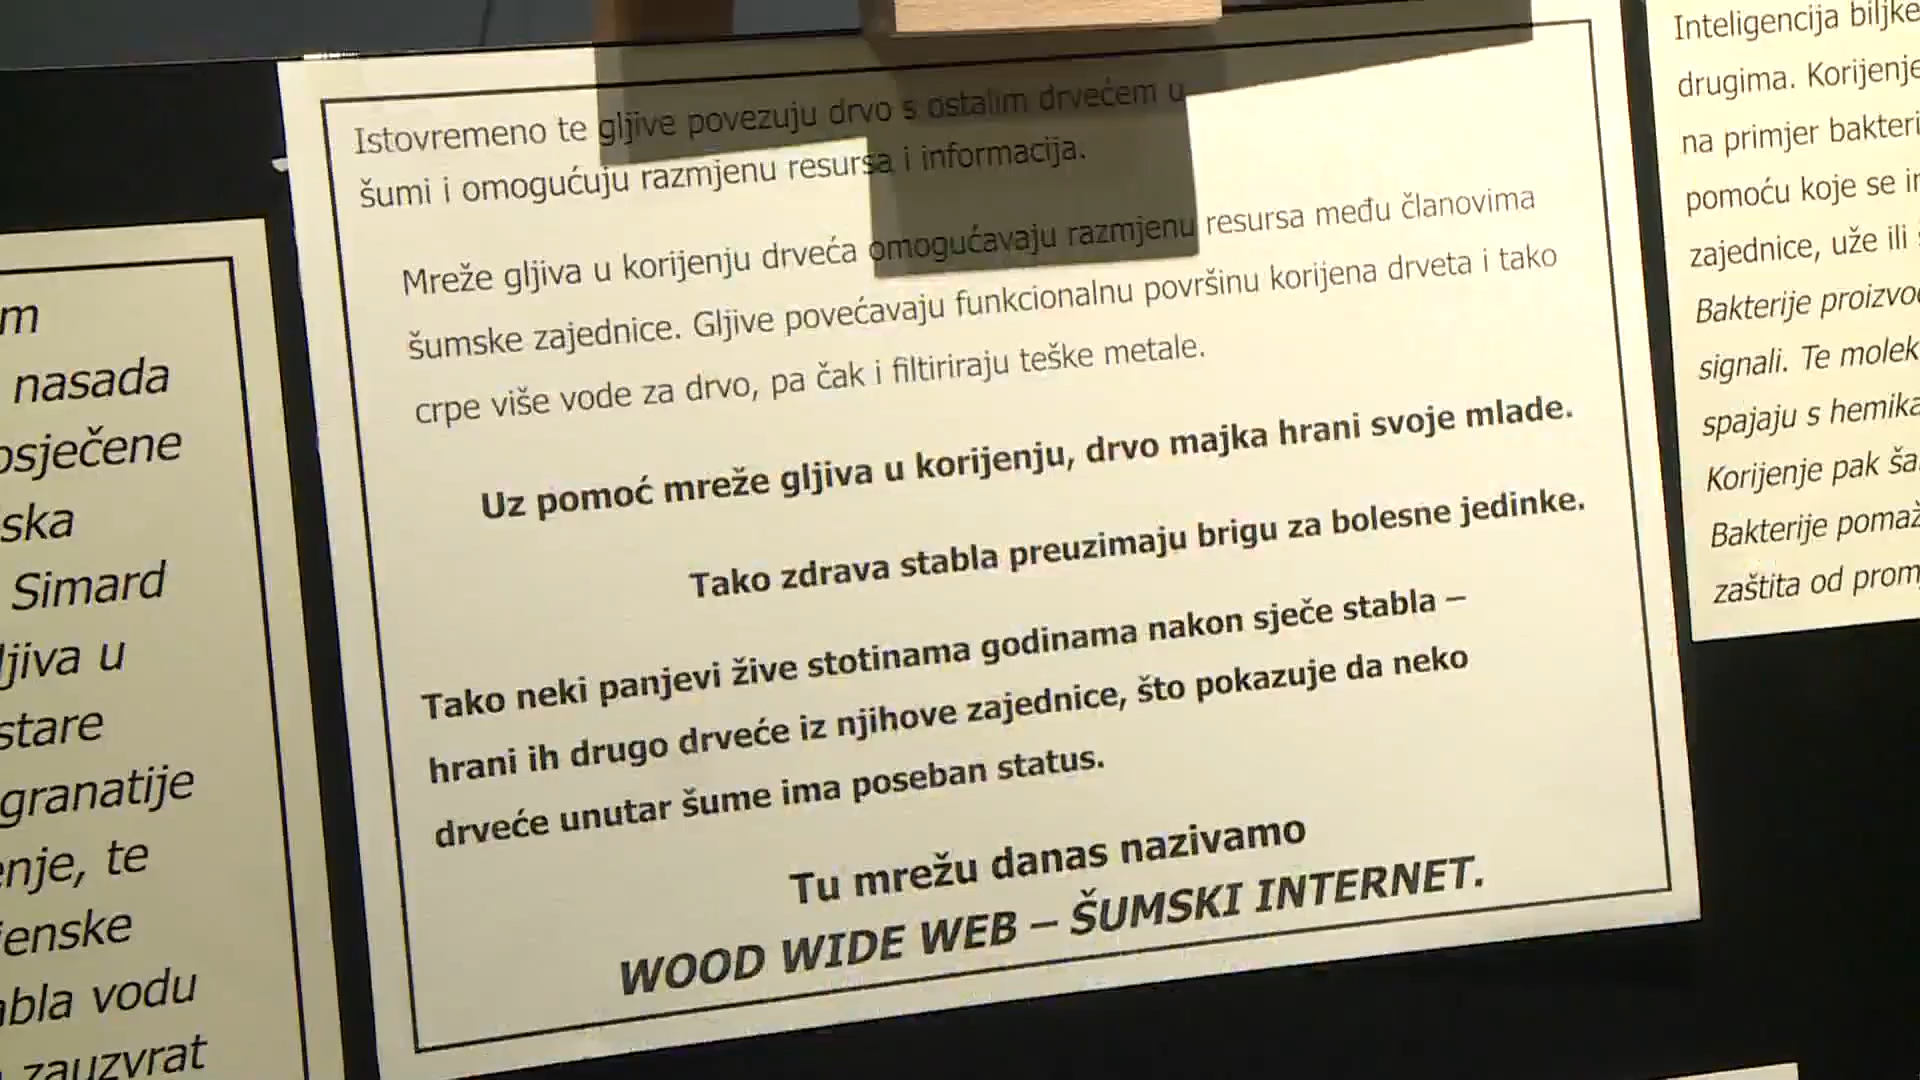 m
nasada
osječene
ska
Simard
ljiva u
stare
granatije
enje, te
jenske
abla vodu
zauzvrat
Istovremeno te gljive povezuju drvo s ostalim drvećem u
šumi i omogućuju razmjenu resursa i informacija.
Mreže gljiva u korijenju drveća omogućavaju razmjenu resursa među članovima
šumske zajednice. Gljive povećavaju funkcionalnu površinu korijena drveta i tako
crpe više vode za drvo, pa čak i filtiriraju teške metale.
Uz pomoć mreže gljiva u korijenju, drvo majka hrani svoje mlade.
Tako zdrava stabla preuzimaju brigu za bolesne jedinke.
Tako neki panjevi žive stotinama godinama nakon sječe stabla –
hrani ih drugo drveće iz njihove zajednice, što pokazuje da neko
drveće unutar šume ima poseban status.
Tu mrežu danas nazivamo
WOOD WIDE WEB – ŠUMSKI INTERNET.
Inteligencija biljke
drugima. Korijenje
na primjer bakteri
pomoću koje se in
zajednice, uže ili
Bakterije proizvo
signali. Te molek
spajaju s hemika
Korijenje pak ša
Bakterije pomaž
zaštita od prom